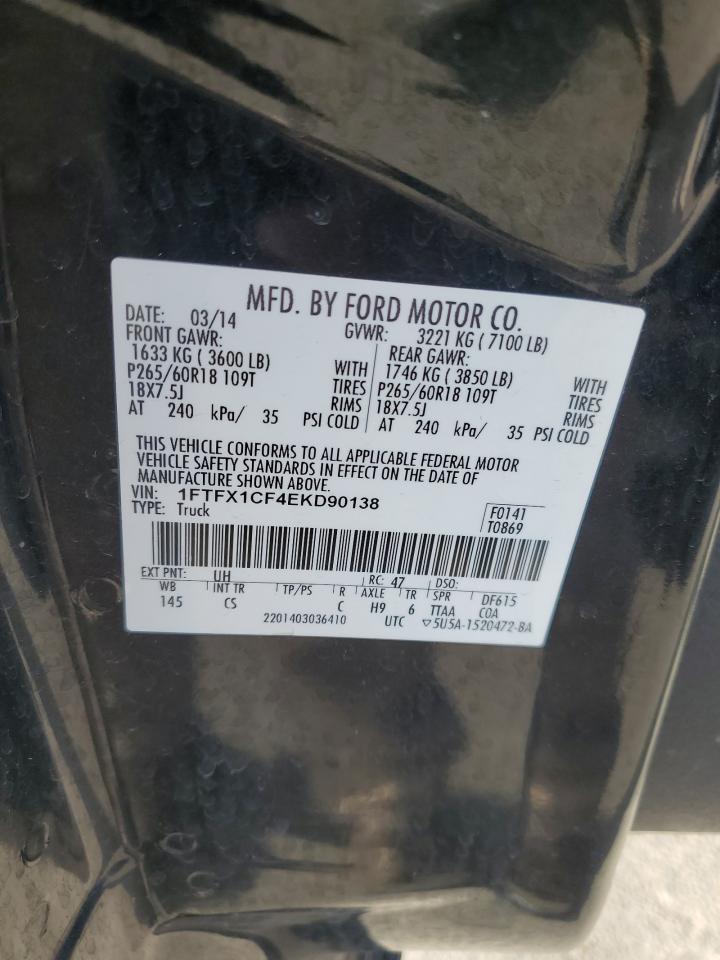 MFD. BY FORD MOTOR CO.
DATE: 03/14 GVWR: 3221 KG ( 7100 LB)
FRONT GAWR: REAR GAWR:
1633 KG ( 3600 LB) WITH 1746 KG ( 3850 LB) WITH
P265/60R18 109T TIRES P265/60R18 109T TIRES
18X7.5J RIMS 18X7.5J RIMS
AT 240 kPa/ 35 PSI COLD AT 240 kPa/ 35 PSI COLD
THIS VEHICLE CONFORMS TO ALL APPLICABLE FEDERAL MOTOR
VEHICLE SAFETY STANDARDS IN EFFECT ON THE DATE OF
MANUFACTURE SHOWN ABOVE.
VIN: 1FTFX1CF4EKD90138 F0141
TYPE: Truck T0869
EXT PNT: UH RC: 47 DSO:
WB INT TR TP/PS R AXLE TR SPR DF615
145 CS C H9 6 TTAA COA
2201403036410 UTC ▽5U5A-1520472-BA